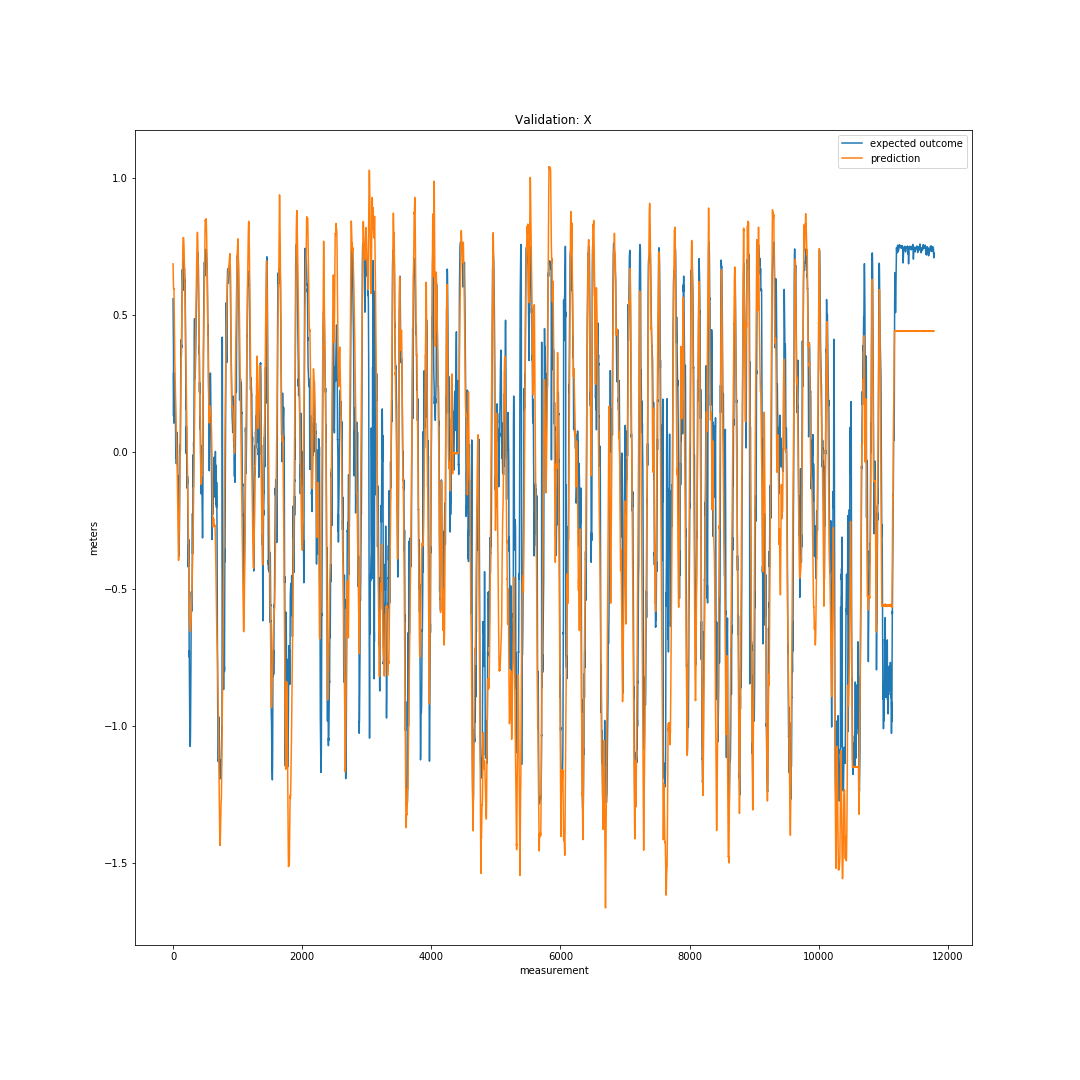 Validation: X
expected outcome
prediction
1.0
0.5
0.0
−0.5
−1.0
−1.5
meters
0 2000 4000 6000 8000 10000 12000
measurement